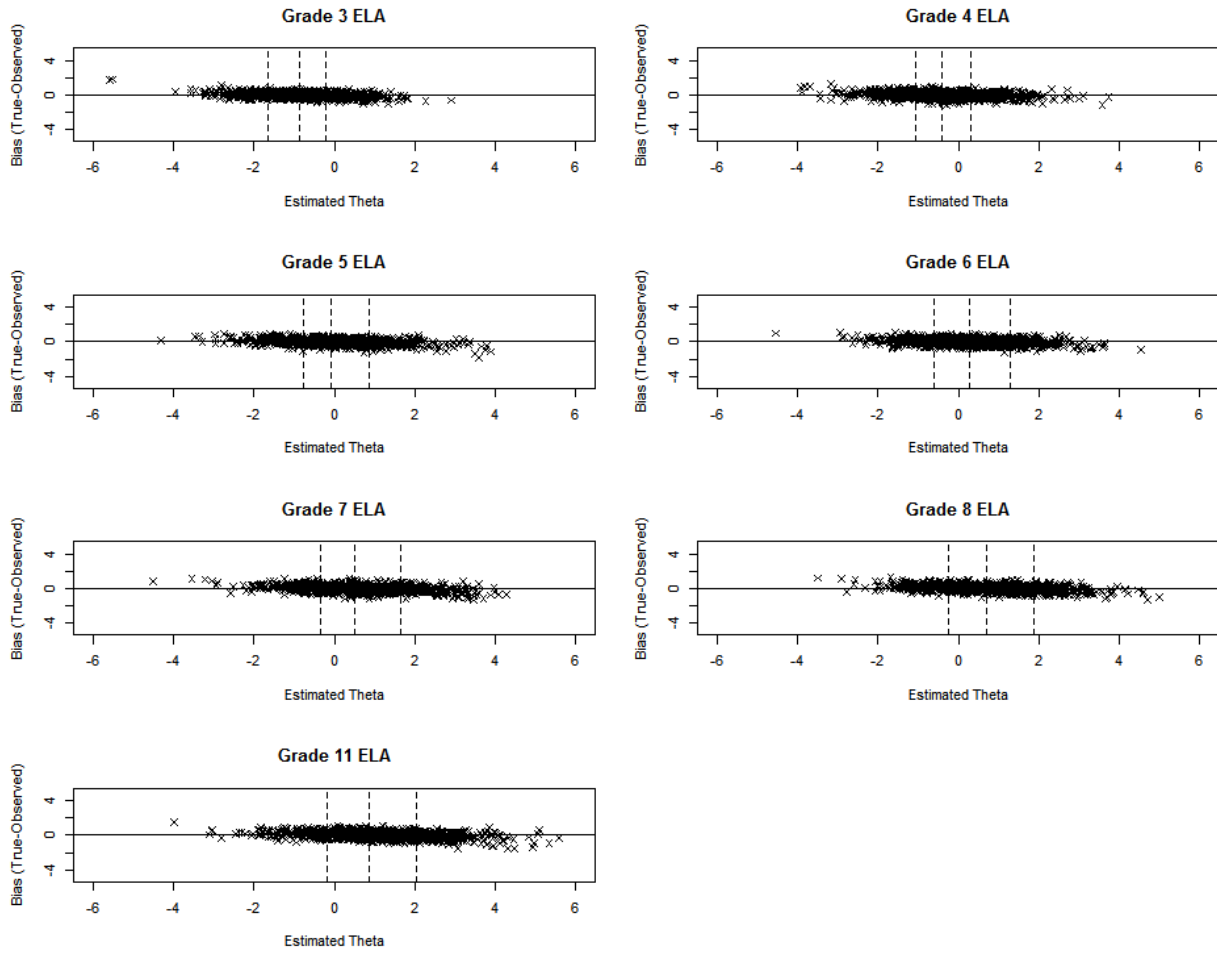 Grade 3 ELA
Bias (True-Observed)
4
0
-4
-6 -4 -2 0 2 4 6
Estimated Theta
Grade 4 ELA
Bias (True-Observed)
4
0
-4
-6 -4 -2 0 2 4 6
Estimated Theta
Grade 5 ELA
Bias (True-Observed)
4
0
-4
-6 -4 -2 0 2 4 6
Estimated Theta
Grade 6 ELA
Bias (True-Observed)
4
0
-4
-6 -4 -2 0 2 4 6
Estimated Theta
Grade 7 ELA
Bias (True-Observed)
4
0
-4
-6 -4 -2 0 2 4 6
Estimated Theta
Grade 8 ELA
Bias (True-Observed)
4
0
-4
-6 -4 -2 0 2 4 6
Estimated Theta
Grade 11 ELA
Bias (True-Observed)
4
0
-4
-6 -4 -2 0 2 4 6
Estimated Theta